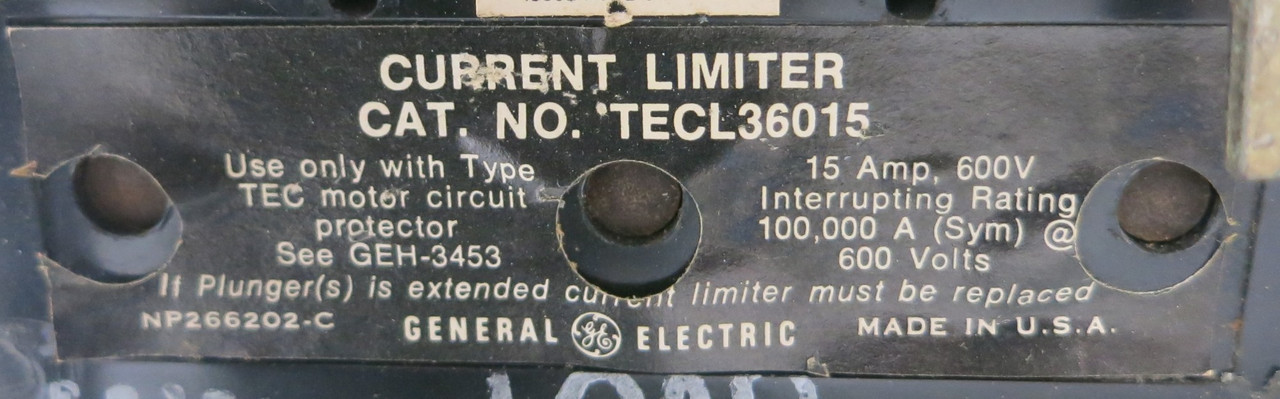 CURRENT LIMITER
CAT. NO. TECL36015
Use only with Type
TEC motor circuit
protector
See GEH-3453
15 Amp, 600V
Interrupting Rating
100,000 A (Sym) @
600 Volts
If Plunger(s) is extended current limiter must be replaced
NP266202-C
GENERAL GE ELECTRIC
MADE IN U.S.A.
LOAD